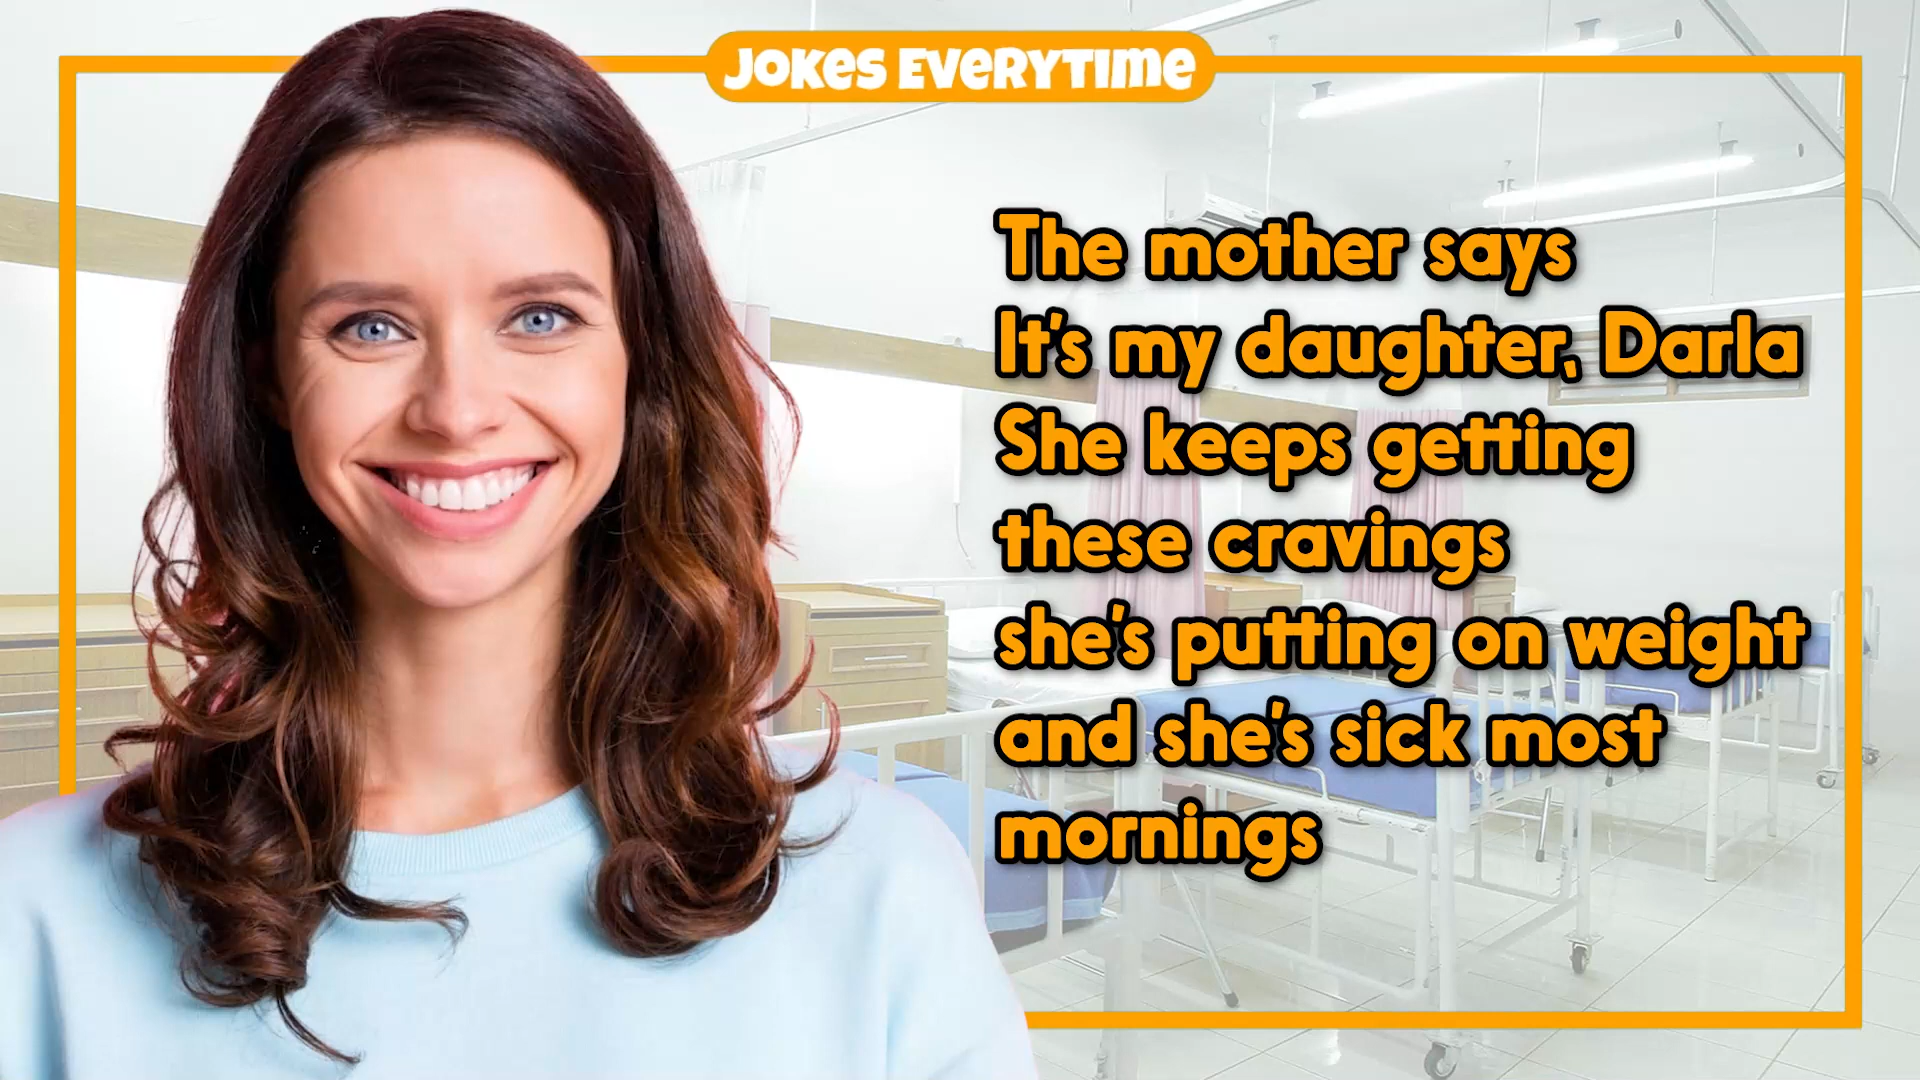 JOKES EVERYTIME
The mother says
It's my daughter, Darla
She keeps getting
these cravings
she's putting on weight
and she's sick most
mornings